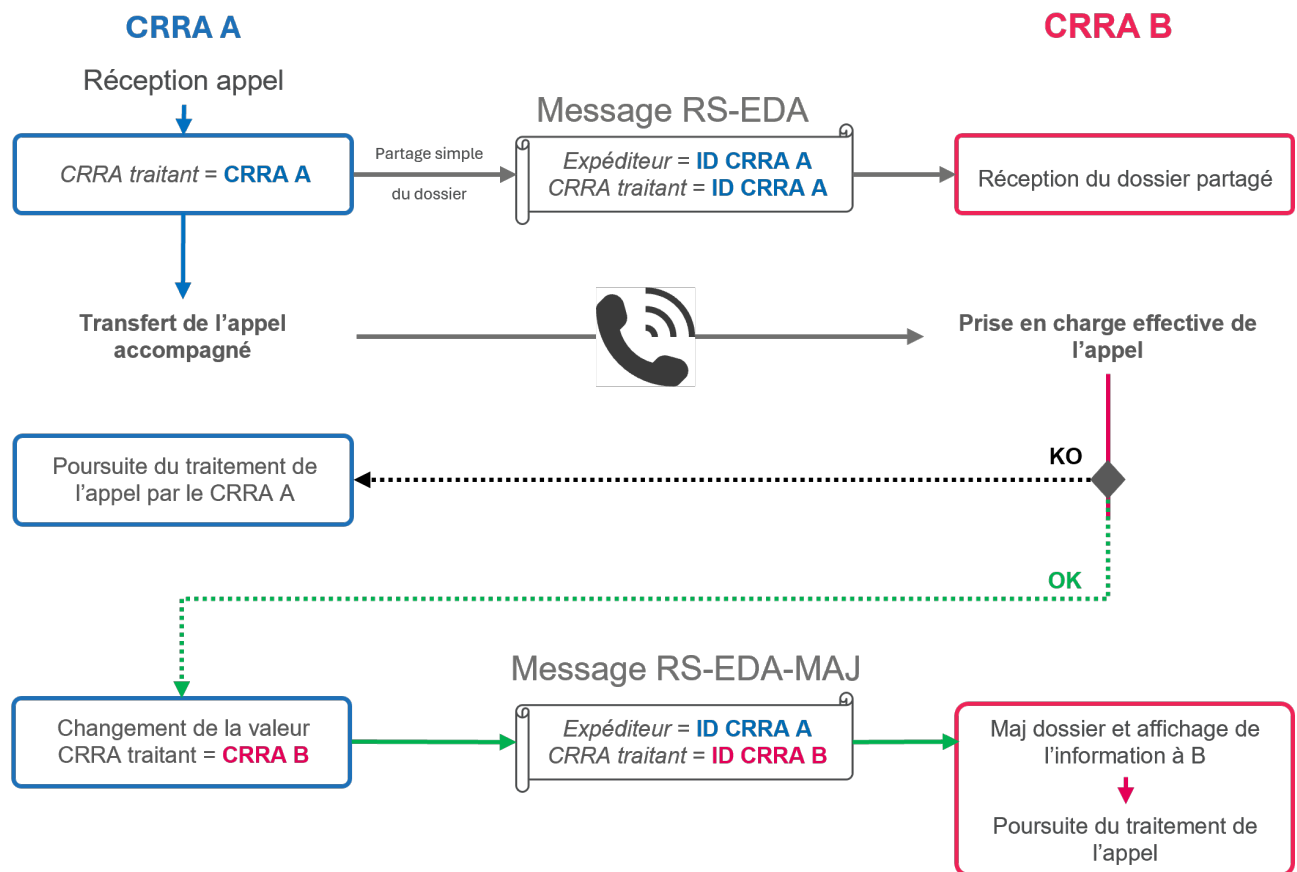 CRRA A
CRRA B
Réception appel
Message RS-EDA
CRRA traitant = CRRA A
Partage simple
du dossier
Expéditeur = ID CRRA A
CRRA traitant = ID CRRA A
Réception du dossier partagé
Transfert de l'appel
accompagné
Prise en charge effective de
l'appel
Poursuite du traitement de
l'appel par le CRRA A
KO
OK
Message RS-EDA-MAJ
Changement de la valeur
CRRA traitant = CRRA B
Expéditeur = ID CRRA A
CRRA traitant = ID CRRA B
Maj dossier et affichage de
l'information à B
Poursuite du traitement de
l'appel